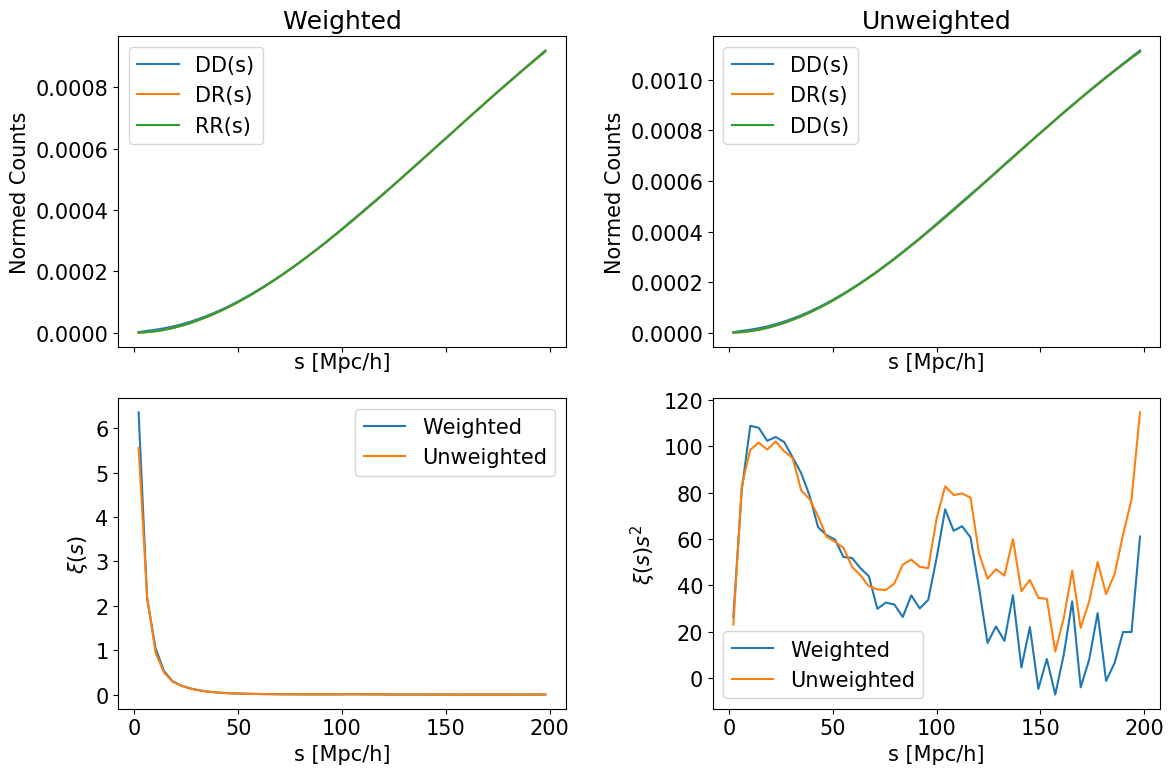 Weighted
Unweighted
DD(s)
DR(s)
RR(s)
DD(s)
DR(s)
DD(s)
Normed Counts
0.0008
0.0006
0.0004
0.0002
0.0000
s [Mpc/h]
Normed Counts
0.0010
0.0008
0.0006
0.0004
0.0002
0.0000
s [Mpc/h]
ξ(s)
6
5
4
3
2
1
0
Weighted
Unweighted
0 50 100 150 200
s [Mpc/h]
ξ(s)s²
120
100
80
60
40
20
0
Weighted
Unweighted
0 50 100 150 200
s [Mpc/h]